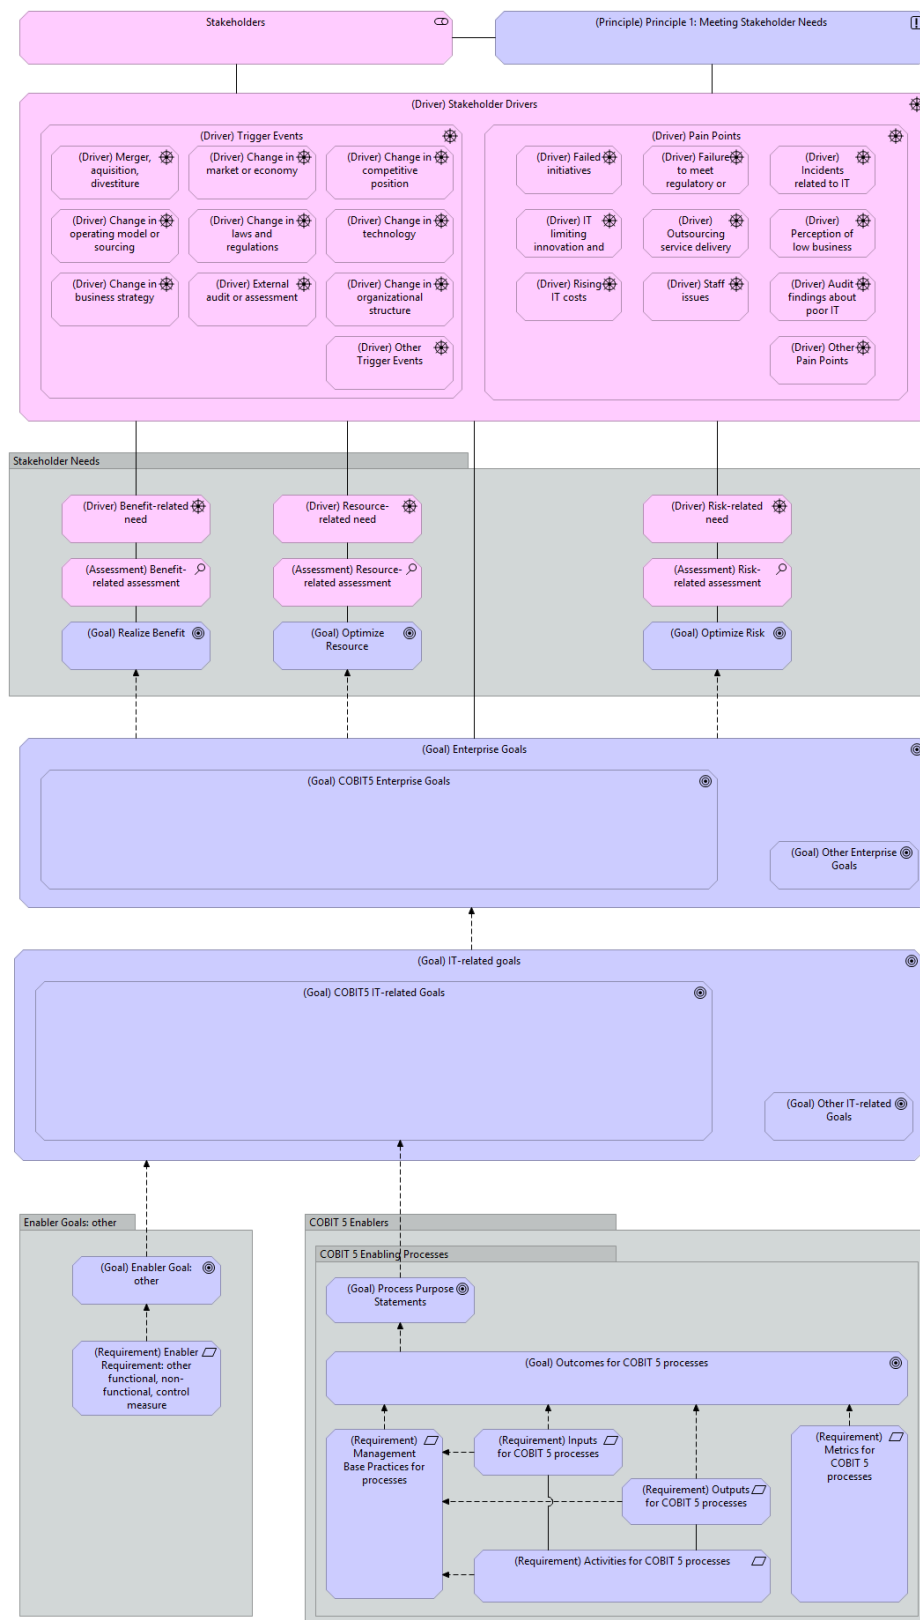 Stakeholders
(Principle) Principle 1: Meeting Stakeholder Needs
(Driver) Stakeholder Drivers
(Driver) Trigger Events
(Driver) Merger,
aquisition,
divestiture
(Driver) Change in
market or economy
(Driver) Change in
competitive
position
(Driver) Change in
operating model or
sourcing
(Driver) Change in
laws and
regulations
(Driver) Change in
technology
(Driver) Change in
business strategy
(Driver) External
audit or assessment
(Driver) Change in
organizational
structure
(Driver) Other
Trigger Events
(Driver) Pain Points
(Driver) Failed
initiatives
(Driver) Failure
to meet
regulatory or
(Driver)
Incidents
related to IT
(Driver) IT
limiting
innovation and
(Driver)
Outsourcing
service delivery
(Driver)
Perception of
low business
(Driver) Rising
IT costs
(Driver) Staff
issues
(Driver) Audit
findings about
poor IT
(Driver) Other
Pain Points
Stakeholder Needs
(Driver) Benefit-related
need
(Driver) Resource-
related need
(Driver) Risk-related
need
(Assessment) Benefit-
related assessment
(Assessment) Resource-
related assessment
(Assessment) Risk-
related assessment
(Goal) Realize Benefit
(Goal) Optimize
Resource
(Goal) Optimize Risk
(Goal) Enterprise Goals
(Goal) COBIT5 Enterprise Goals
(Goal) Other Enterprise
Goals
(Goal) IT-related goals
(Goal) COBIT5 IT-related Goals
(Goal) Other IT-related
Goals
Enabler Goals: other
(Goal) Enabler Goal:
other
(Requirement) Enabler
Requirement: other
functional, non-
functional, control
measure
COBIT 5 Enablers
COBIT 5 Enabling Processes
(Goal) Process Purpose
Statements
(Goal) Outcomes for COBIT 5 processes
(Requirement)
Management
Base Practices for
processes
(Requirement) Inputs
for COBIT 5 processes
(Requirement) Outputs
for COBIT 5 processes
(Requirement)
Metrics for
COBIT 5
processes
(Requirement) Activities for COBIT 5 processes